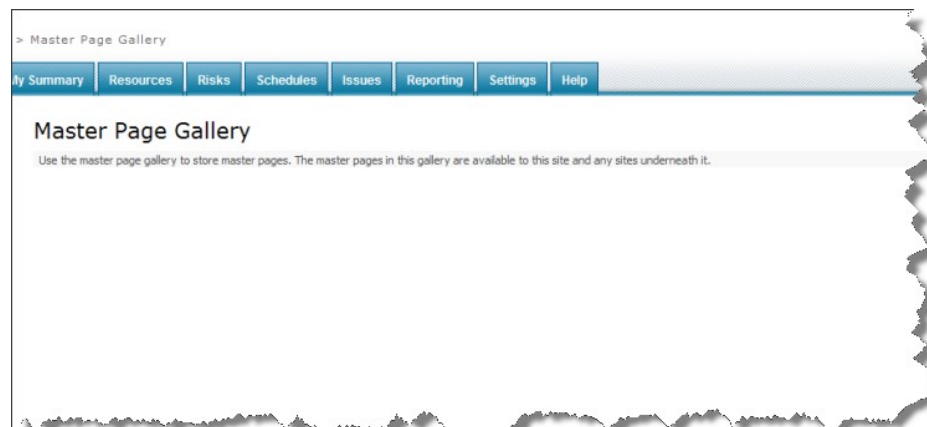 > Master Page Gallery
My Summary Resources Risks Schedules Issues Reporting Settings Help
Master Page Gallery
Use the master page gallery to store master pages. The master pages in this gallery are available to this site and any sites underneath it.